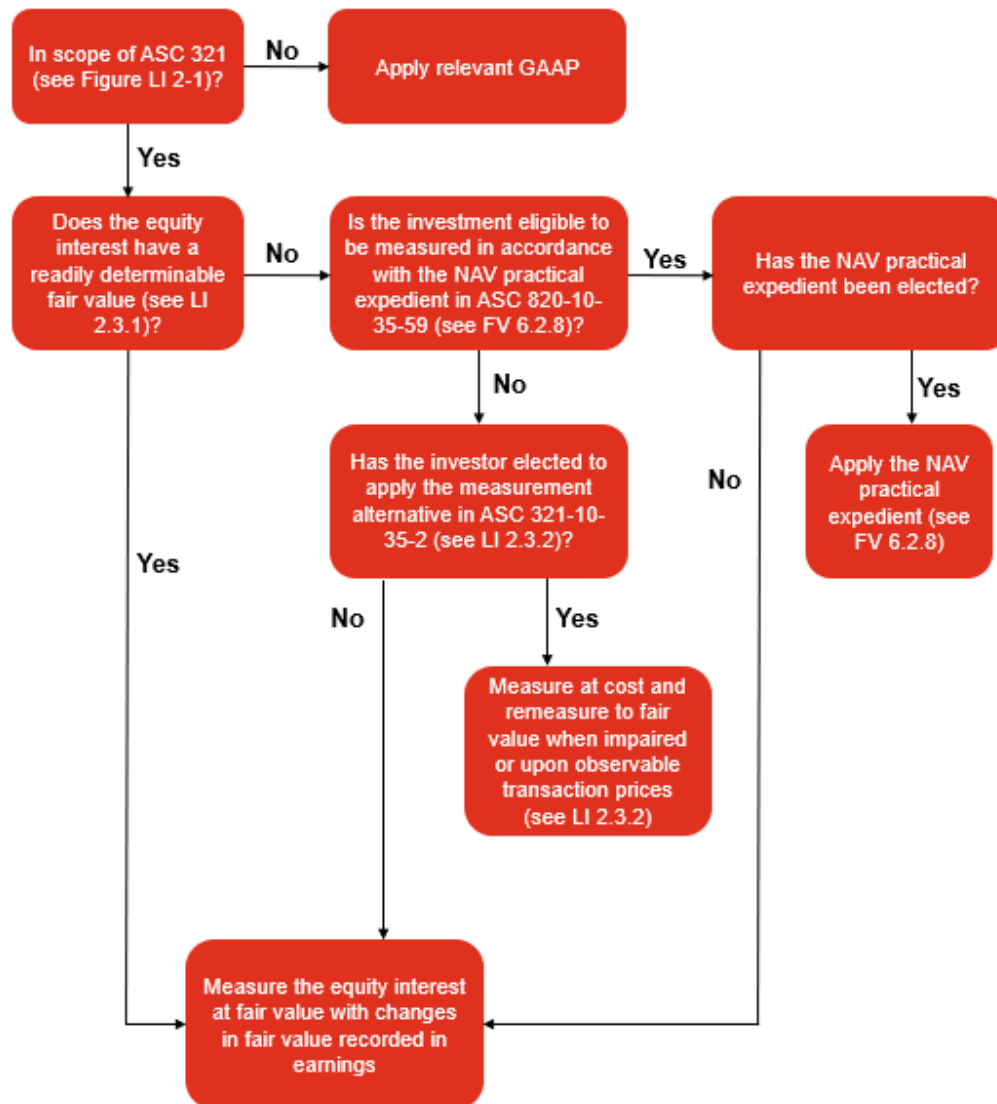 In scope of ASC 321
(see Figure LI 2-1)?
No
Apply relevant GAAP
Yes
Does the equity
interest have a
readily determinable
fair value (see LI
2.3.1)?
No
Is the investment eligible to
be measured in accordance
with the NAV practical
expedient in ASC 820-10-
35-59 (see FV 6.2.8)?
Yes
Has the NAV practical
expedient been elected?
No
Yes
Has the investor elected to
apply the measurement
alternative in ASC 321-10-
35-2 (see LI 2.3.2)?
No
Apply the NAV
practical
expedient (see
FV 6.2.8)
Yes
No
Yes
Measure at cost and
remeasure to fair
value when impaired
or upon observable
transaction prices
(see LI 2.3.2)
Measure the equity interest
at fair value with changes
in fair value recorded in
earnings